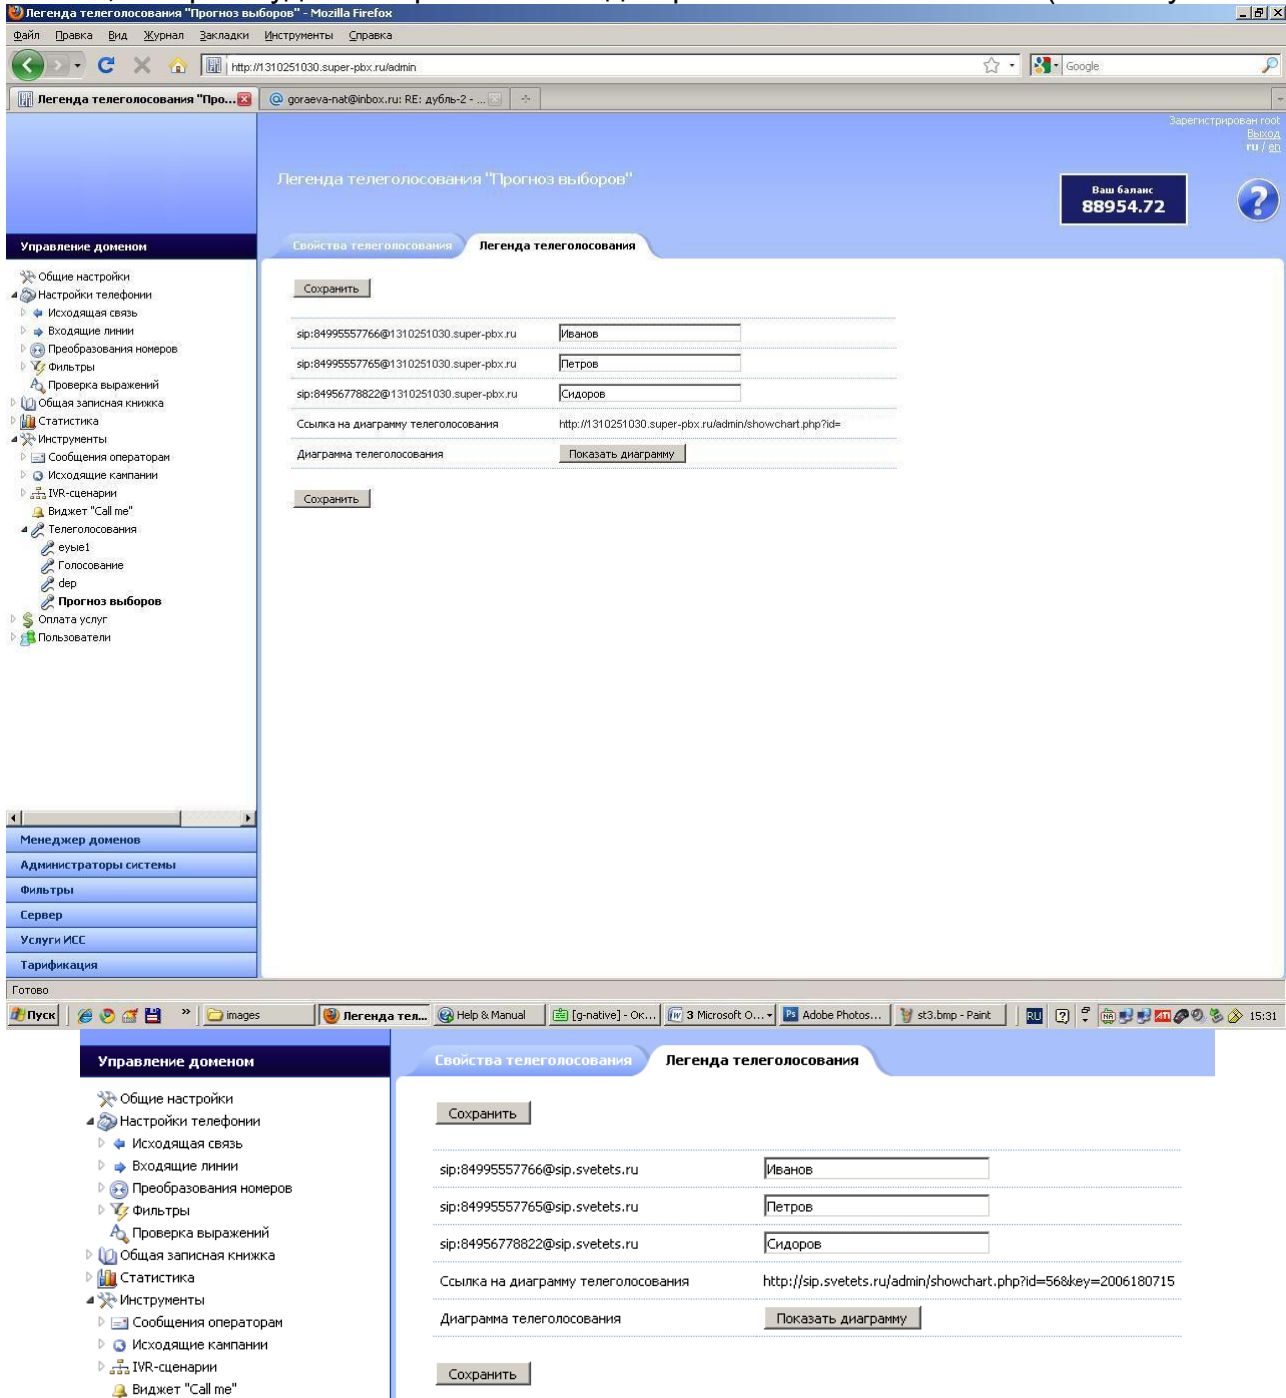 Легенда телеголосования "Прогноз выборов" - Mozilla Firefox
Файл Правка Вид Журнал Закладки Инструменты Справка
http://1310251030.super-pbx.ru/admin
Google
Легенда телеголосования "Про...
goraeva-nat@inbox.ru: RE: дубль-2 - ...
Зарегистрирован root
Выход
ru / en
Легенда телеголосования "Прогноз выборов"
Ваш баланс
88954.72
Управление доменом
Свойства телеголосования
Легенда телеголосования
Общие настройки
Настройки телефонии
Исходящая связь
Входящие линии
Преобразования номеров
Фильтры
Проверка выражений
Общая записная книжка
Статистика
Инструменты
Сообщения операторам
Исходящие кампании
IVR-сценарии
Виджет "Call me"
Телеголосования
еуые1
Голосование
dep
Прогноз выборов
Оплата услуг
Пользователи
Сохранить
sip:84995557766@1310251030.super-pbx.ru Иванов
sip:84995557765@1310251030.super-pbx.ru Петров
sip:84956778822@1310251030.super-pbx.ru Сидоров
Ссылка на диаграмму телеголосования http://1310251030.super-pbx.ru/admin/showchart.php?id=
Диаграмма телеголосования Показать диаграмму
Сохранить
Менеджер доменов
Администраторы системы
Фильтры
Сервер
Услуги ИСС
Тарификация
Готово
Пуск
images
Легенда тел...
Help & Manual
[g-native] - Ок...
3 Microsoft O...
Adobe Photos...
st3.bmp - Paint
RU
15:31
Управление доменом
Свойства телеголосования
Легенда телеголосования
Общие настройки
Настройки телефонии
Исходящая связь
Входящие линии
Преобразования номеров
Фильтры
Проверка выражений
Общая записная книжка
Статистика
Инструменты
Сообщения операторам
Исходящие кампании
IVR-сценарии
Виджет "Call me"
Сохранить
sip:84995557766@sip.svetets.ru Иванов
sip:84995557765@sip.svetets.ru Петров
sip:84956778822@sip.svetets.ru Сидоров
Ссылка на диаграмму телеголосования http://sip.svetets.ru/admin/showchart.php?id=56&key=2006180715
Диаграмма телеголосования Показать диаграмму
Сохранить